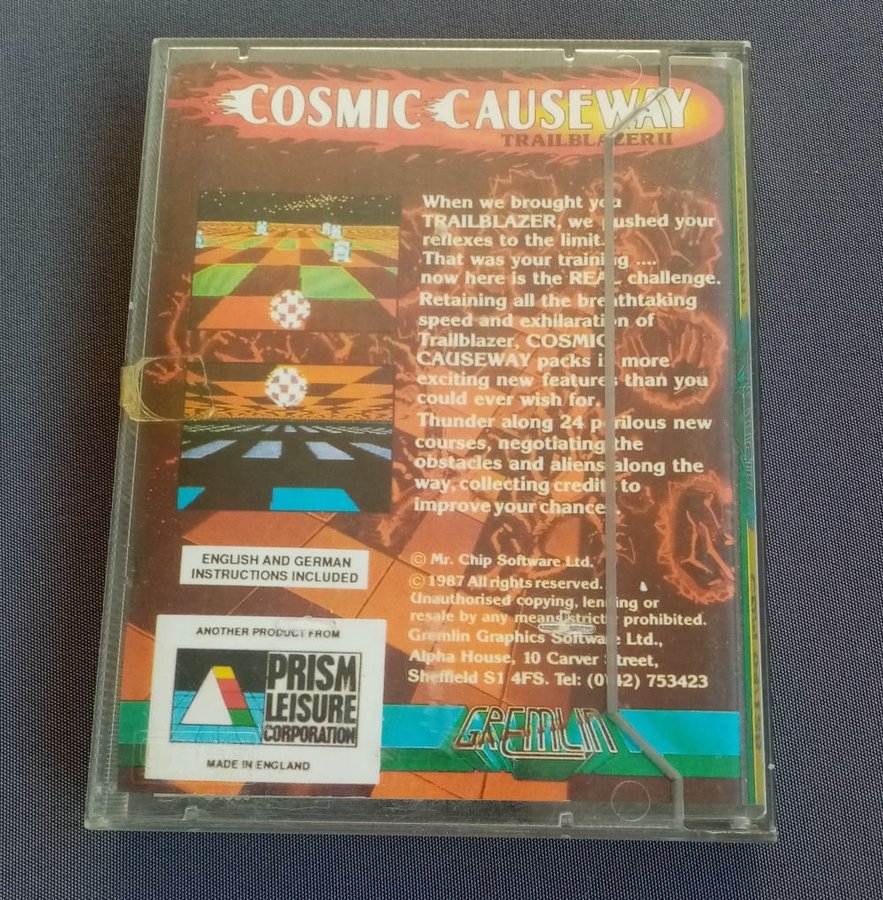 COSMIC CAUSEWAY
TRAILBLAZER II
When we brought you
TRAILBLAZER, we pushed your
reflexes to the limit.
That was your training ....
now here is the REAL challenge.
Retaining all the breathtaking
speed and exhilaration of
Trailblazer, COSMIC
CAUSEWAY packs in more
exciting new features than you
could ever wish for.
Thunder along 24 perilous new
courses, negotiating the
obstacles and aliens along the
way, collecting credits to
improve your chances.
© Mr. Chip Software Ltd.
© 1987 All rights reserved.
Unauthorised copying, lending or
resale by any means strictly prohibited.
Gremlin Graphics Software Ltd.,
Alpha House, 10 Carver Street,
Sheffield S1 4FS. Tel: (0742) 753423
ENGLISH AND GERMAN
INSTRUCTIONS INCLUDED
ANOTHER PRODUCT FROM
PRISM
LEISURE
CORPORATION
MADE IN ENGLAND
GREMLIN